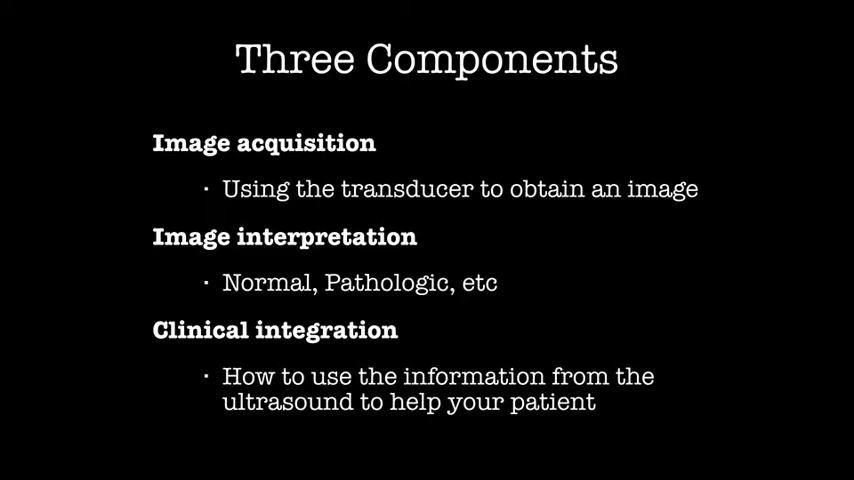 Three Components
Image acquisition
· Using the transducer to obtain an image
Image interpretation
· Normal, Pathologic, etc
Clinical integration
· How to use the information from the
ultrasound to help your patient